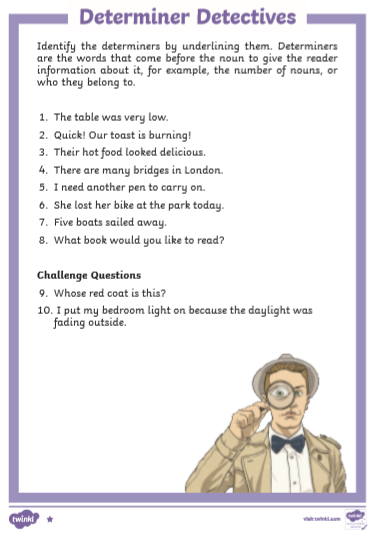 Determiner Detectives
Identify the determiners by underlining them. Determiners
are the words that come before the noun to give the reader
information about it, for example, the number of nouns, or
who they belong to.
1. The table was very low.
2. Quick! Our toast is burning!
3. Their hot food looked delicious.
4. There are many bridges in London.
5. I need another pen to carry on.
6. She lost her bike at the park today.
7. Five boats sailed away.
8. What book would you like to read?
Challenge Questions
9. Whose red coat is this?
10. I put my bedroom light on because the daylight was
fading outside.
twinkl
visit twinkl.com
twinkl